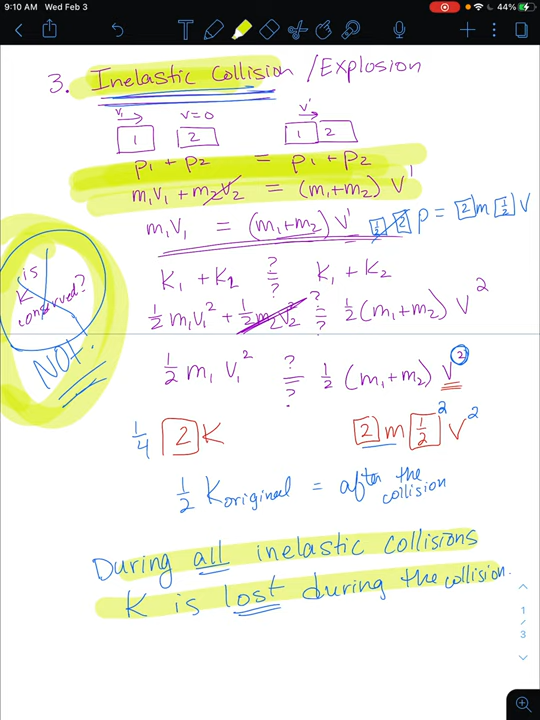 9:10 AM Wed Feb 3
44%
3. Inelastic Collision / Explosion
V₁ V=0 V'
1 2 1 2
p₁ + p₂ = p₁ + p₂
m₁V₁ + m₂V₂ = (m₁+m₂) V'
m₁V₁ = (m₁+m₂) V'
1/2 2 p = 2 m 1/2 V
is
K
conserved?
NOT.
K₁ + K₂ ?=? K₁ + K₂
½ m₁V₁² + ½ m₂V₂² ?=? ½ (m₁+m₂) V²
½ m₁ V₁² ?=? ½ (m₁+m₂) V²
¼ 2 K 2 m ½² V²
½ Koriginal = after the collision
During all inelastic collisions
K is lost during the collision.
1
/
3